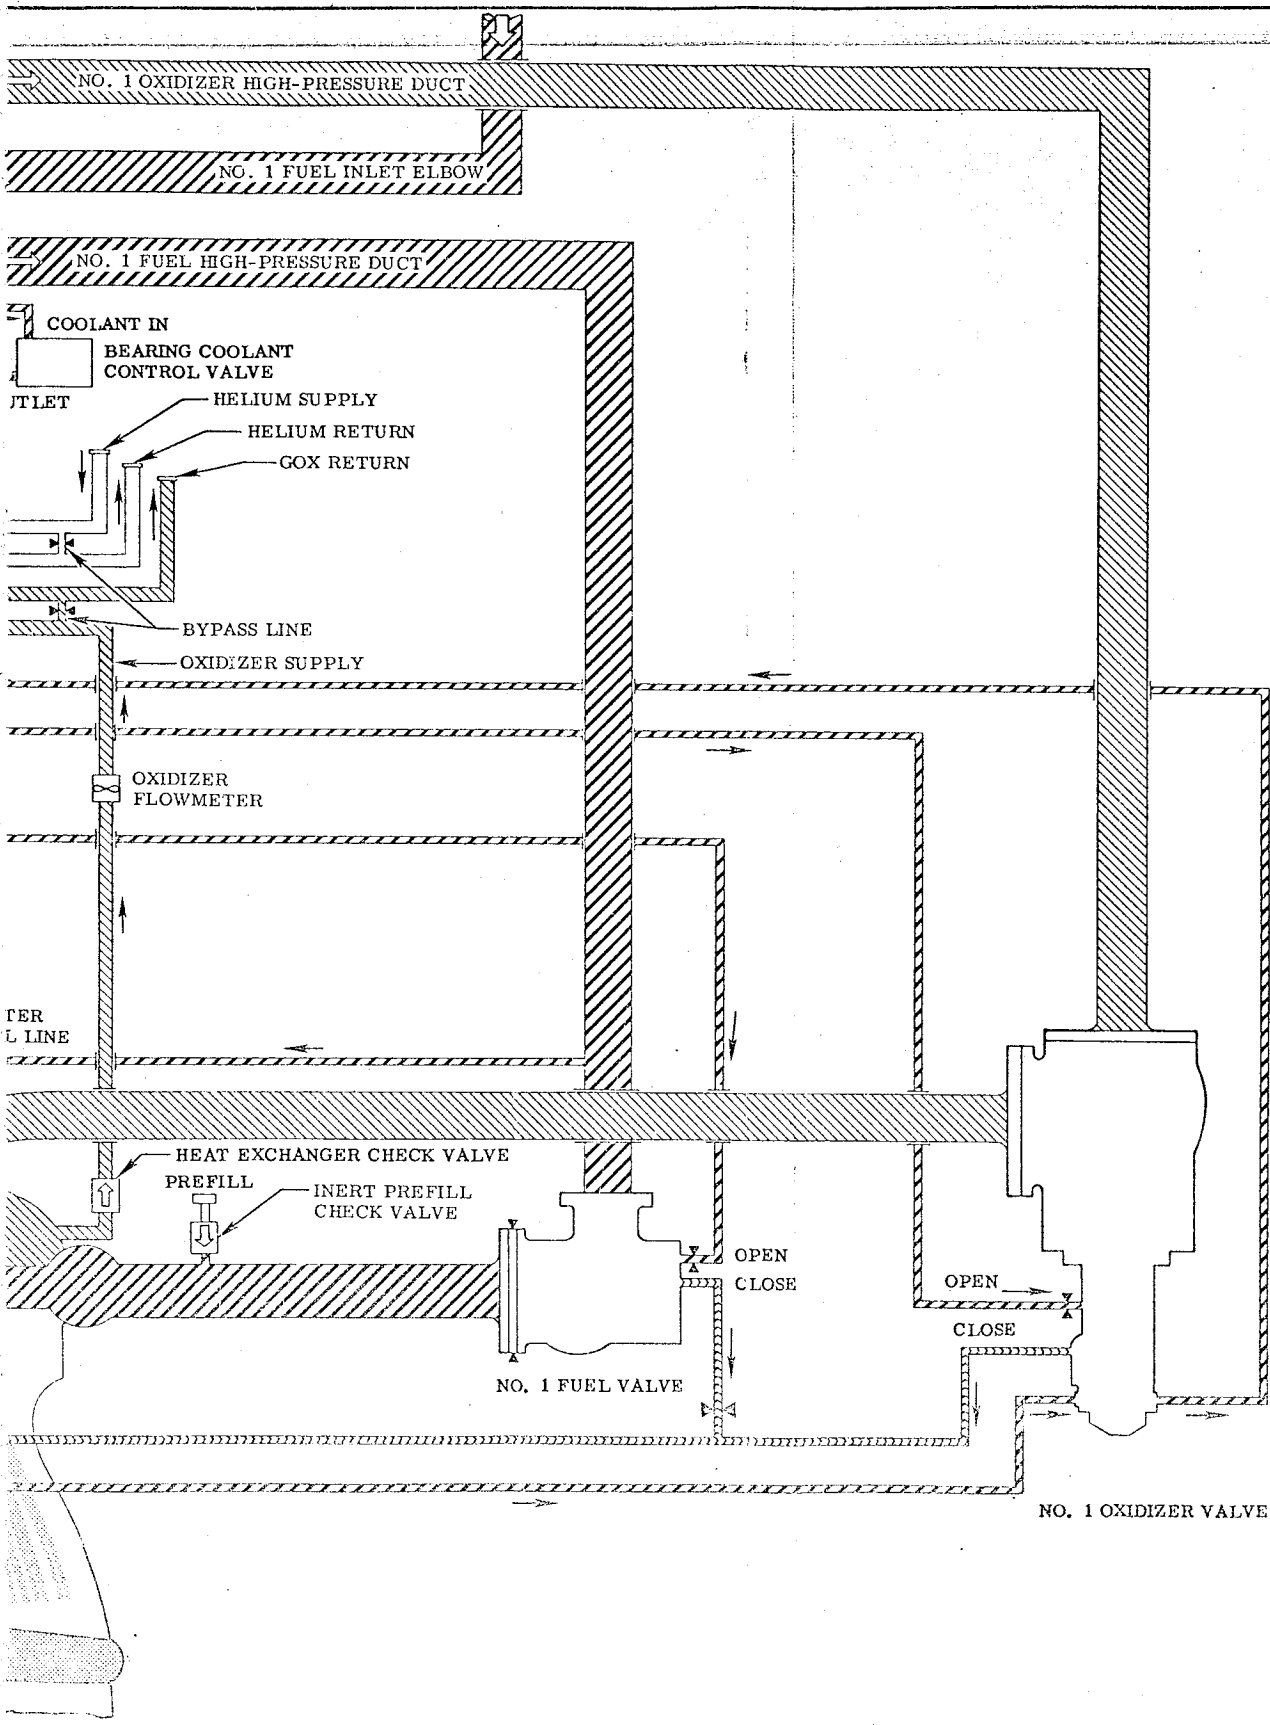 NO. 1 OXIDIZER HIGH-PRESSURE DUCT
NO. 1 FUEL INLET ELBOW
NO. 1 FUEL HIGH-PRESSURE DUCT
COOLANT IN
BEARING COOLANT
CONTROL VALVE
UTLET
HELIUM SUPPLY
HELIUM RETURN
GOX RETURN
BYPASS LINE
OXIDIZER SUPPLY
OXIDIZER
FLOWMETER
TER
L LINE
HEAT EXCHANGER CHECK VALVE
PREFILL
INERT PREFILL
CHECK VALVE
OPEN
CLOSE
OPEN
CLOSE
NO. 1 FUEL VALVE
NO. 1 OXIDIZER VALVE